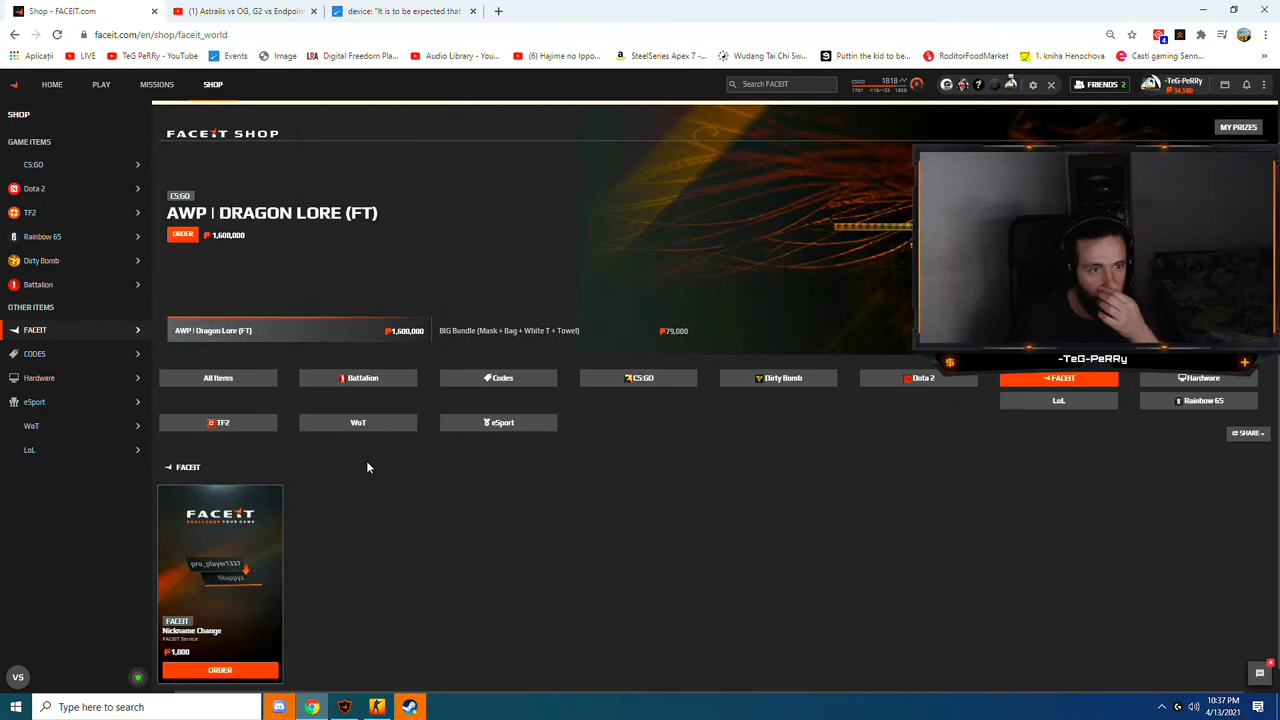 Shop - FACEIT.com
(1) Astralis vs OG, G2 vs Endpoin
device: "It is to be expected that
faceit.com/en/shop/faceit_world
Aplicații
LIVE
TeG PeRRy - YouTube
Events
Images
Digital Freedom Pla...
Audio Library - You...
(6) Hajime no Ippo:...
SteelSeries Apex 7 -...
Wudang Tai Chi Sw...
Puttin the kid to be...
RoditorFoodMarket
1. kniha Henochova
Casti gaming Senn...
HOME
PLAY
MISSIONS
SHOP
Search FACEIT
CSGO
1818
FRIENDS 2
-TeG-PeRRy
SHOP
GAME ITEMS
CS:GO
Dota 2
TF2
Rainbow 6S
Dirty Bomb
Battalion
OTHER ITEMS
FACEIT
CODES
Hardware
eSport
WoT
LoL
FACEIT SHOP
MY PRIZES
CS:GO
AWP | DRAGON LORE (FT)
ORDER
1,600,000
AWP | Dragon Lore (FT)
1,600,000
BIG Bundle (Mask + Bag + White T + Towel)
79,000
-TeG-PeRRy
All Items
Battalion
Codes
CS:GO
Dirty Bomb
Dota 2
FACEIT
Hardware
LoL
Rainbow 6S
TF2
WoT
eSport
SHARE
FACEIT
FACEIT
CHALLENGE YOUR GAME
pro_player1337
FACEIT
Nickname Change
FACEIT Service
1,000
ORDER
VS
Type here to search
10:37 PM
4/13/2021